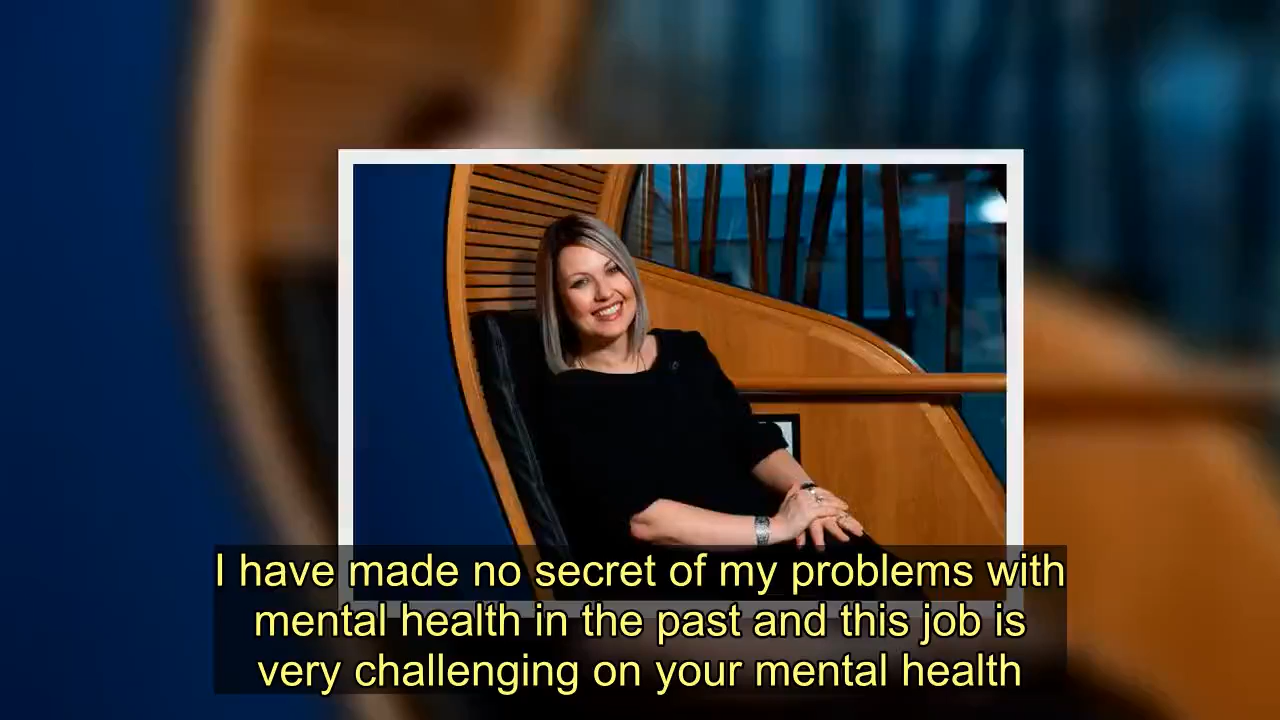 I have made no secret of my problems with
mental health in the past and this job is
very challenging on your mental health